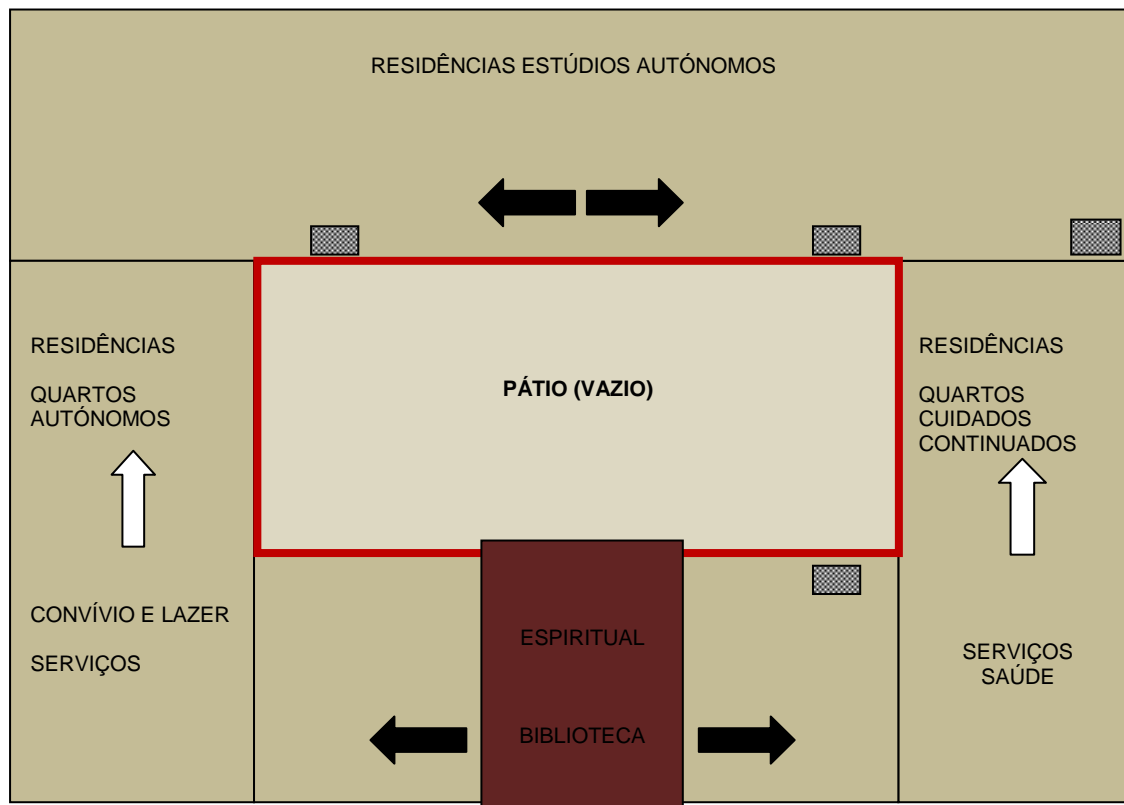 RESIDÊNCIAS ESTÚDIOS AUTÓNOMOS
RESIDÊNCIAS
QUARTOS
AUTÓNOMOS
PÁTIO (VAZIO)
RESIDÊNCIAS
QUARTOS
CUIDADOS
CONTINUADOS
CONVÍVIO E LAZER
SERVIÇOS
ESPIRITUAL
BIBLIOTECA
SERVIÇOS
SAÚDE